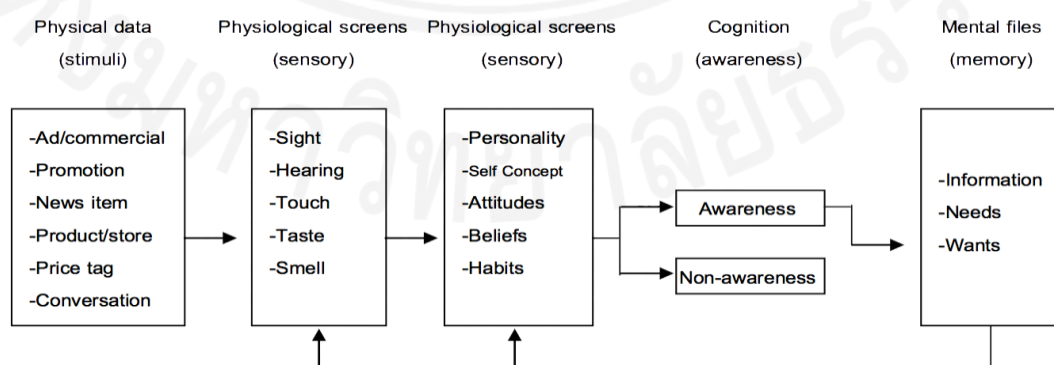 Physical data
(stimuli)
Physiological screens
(sensory)
Physiological screens
(sensory)
Cognition
(awareness)
Mental files
(memory)
-Ad/commercial
-Promotion
-News item
-Product/store
-Price tag
-Conversation
-Sight
-Hearing
-Touch
-Taste
-Smell
-Personality
-Self Concept
-Attitudes
-Beliefs
-Habits
Awareness
Non-awareness
-Information
-Needs
-Wants